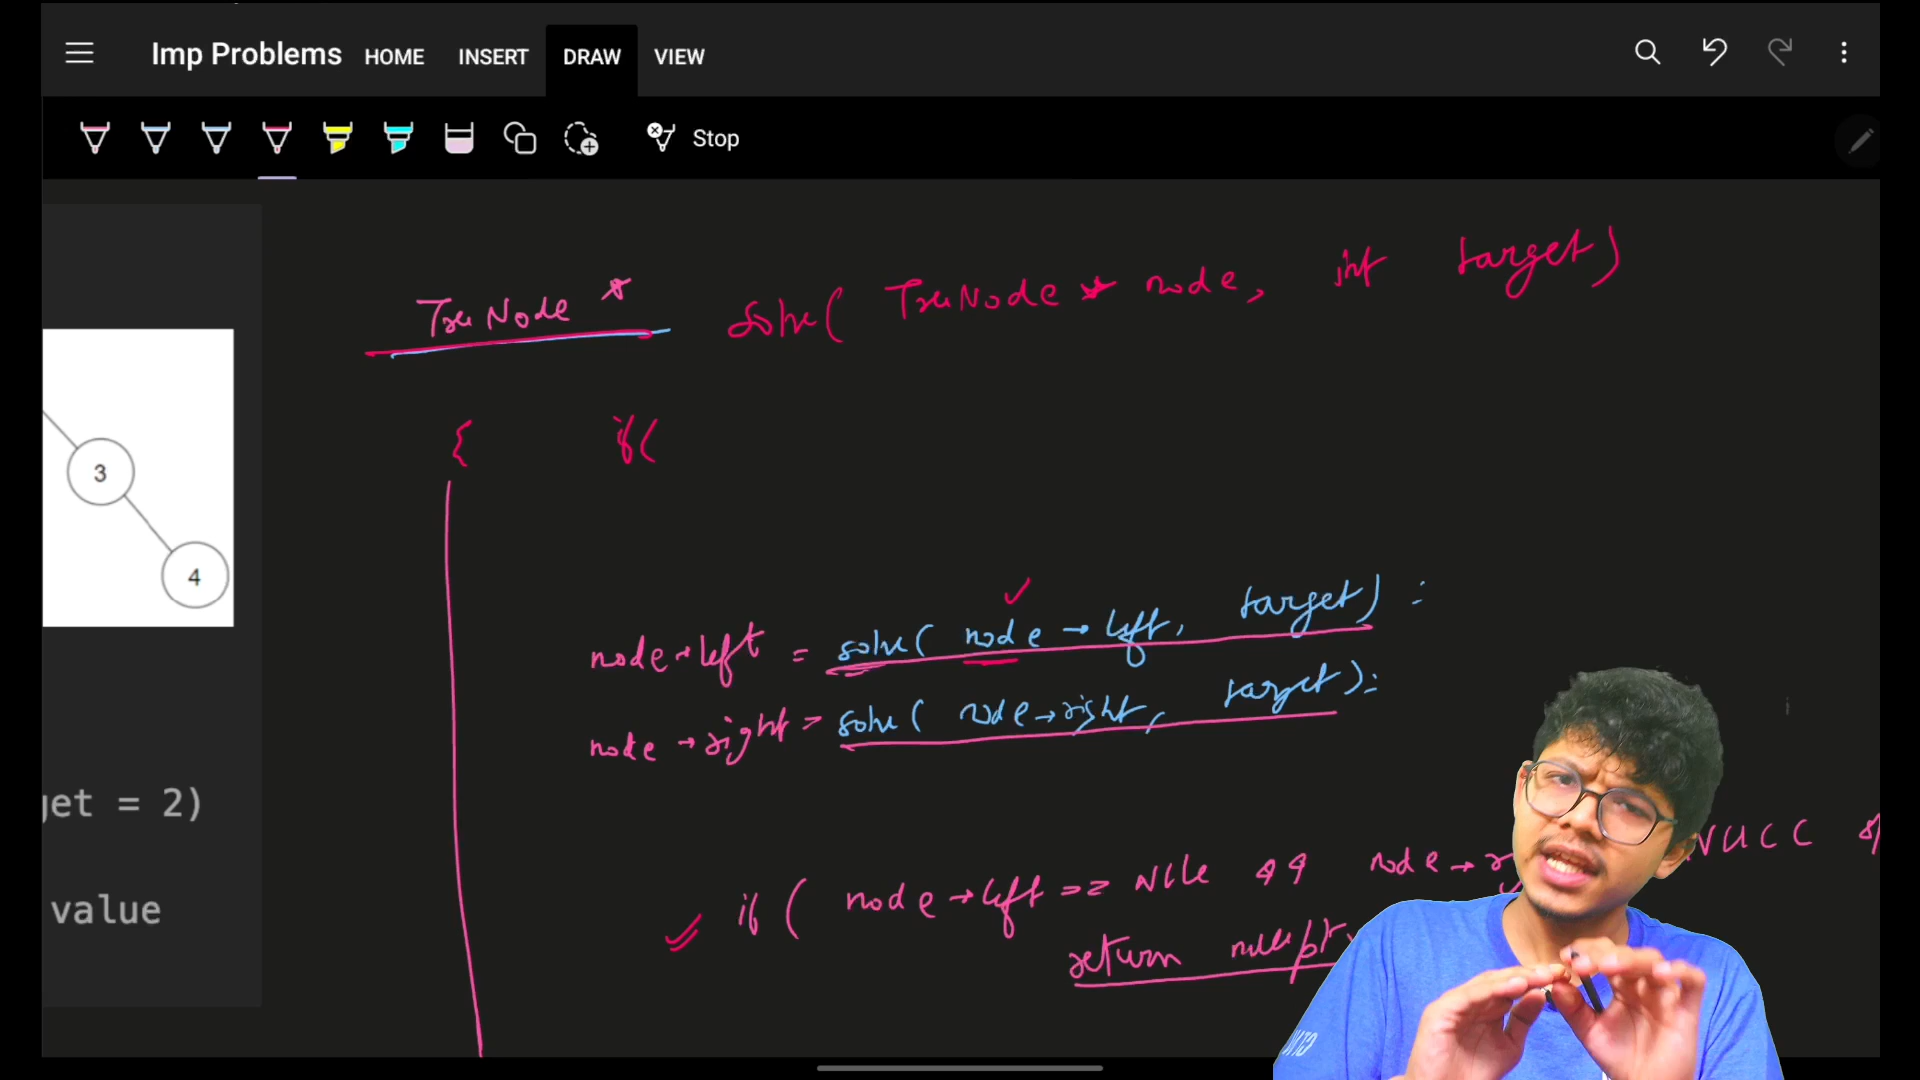 Imp Problems HOME INSERT DRAW VIEW
Stop
TreeNode * solve( TreeNode * node, int target)
{ if(
3
4
node→left = solve( node → left, target) :
node → right = solve( node → right, target);
get = 2)
value
if ( node → left == NULL && node → r NULL &
return nullptr